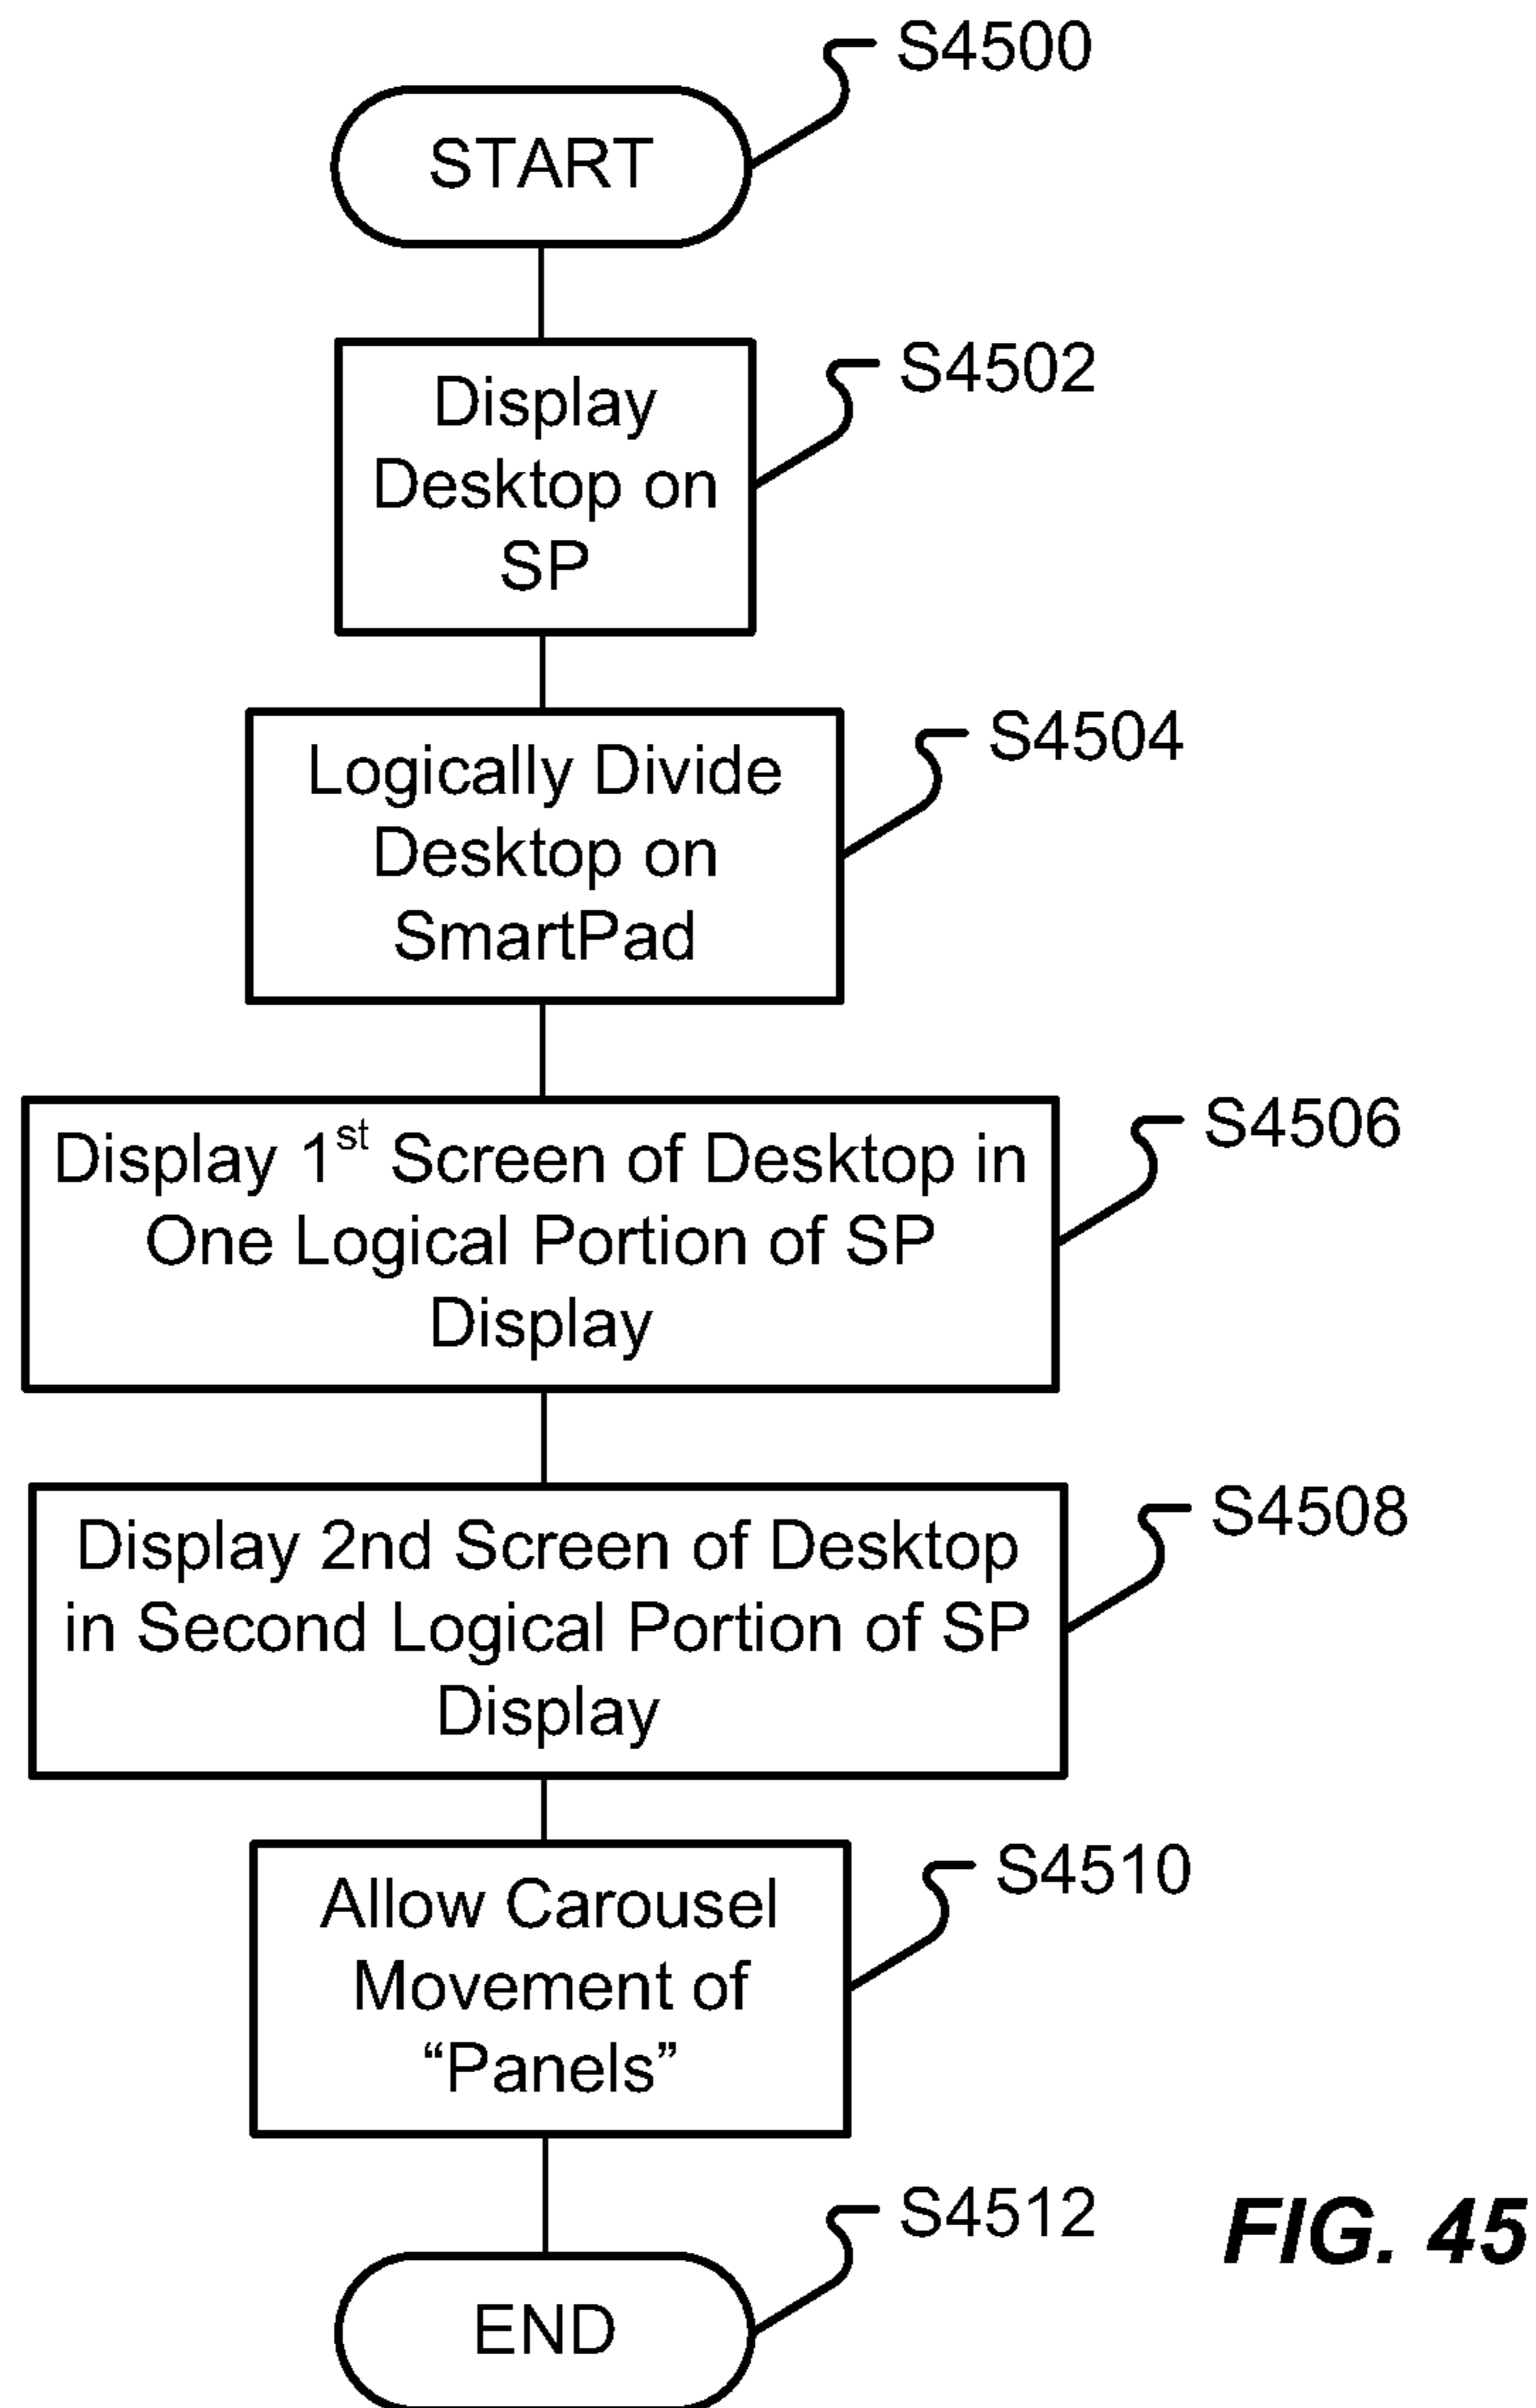 S4500
START
S4502
Display
Desktop on
SP
S4504
Logically Divide
Desktop on
SmartPad
S4506
Display 1st Screen of Desktop in
One Logical Portion of SP
Display
S4508
Display 2nd Screen of Desktop
in Second Logical Portion of SP
Display
S4510
Allow Carousel
Movement of
“Panels”
S4512
END
FIG. 45